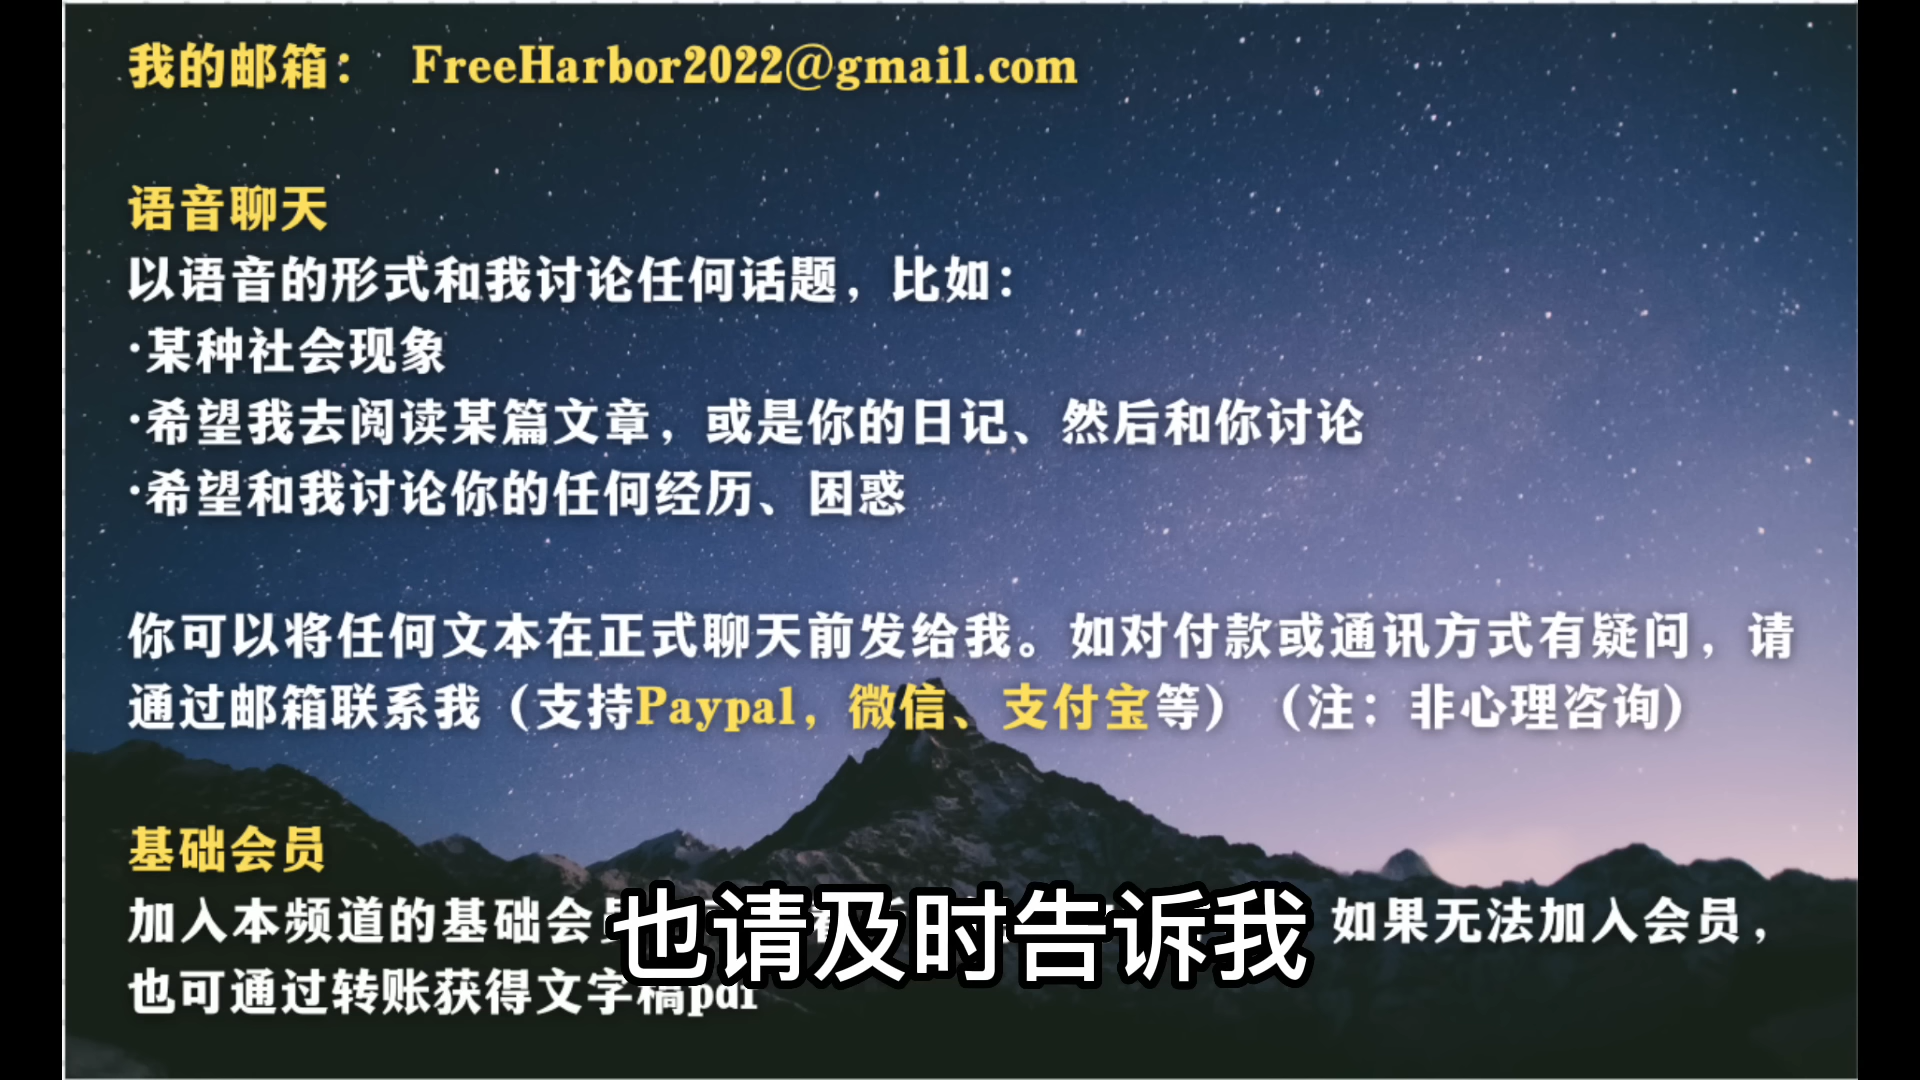 我的邮箱： FreeHarbor2022@gmail.com
语音聊天
以语音的形式和我讨论任何话题，比如：
·某种社会现象
·希望我去阅读某篇文章，或是你的日记、然后和你讨论
·希望和我讨论你的任何经历、困惑
你可以将任何文本在正式聊天前发给我。如对付款或通讯方式有疑问，请
通过邮箱联系我（支持Paypal，微信、支付宝等）（注：非心理咨询）
基础会员
加入本频道的基础会员 如果无法加入会员，
也请及时告诉我
也可通过转账获得文字稿pdf